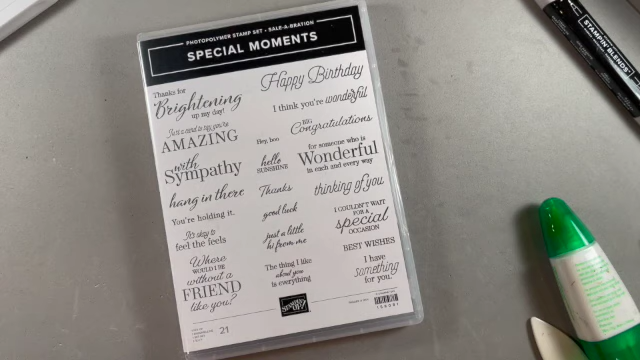 PHOTOPOLYMER STAMP SET • SALE-A-BRATION
SPECIAL MOMENTS
Thanks for
Brightening
up my day!
Happy Birthday
I think you're wonderful
Just a card to say you're
AMAZING
BIG
Congratulations
Hey, boo
with
Sympathy
hello
SUNSHINE
for someone who is
Wonderful
in each and every way
hang in there
Thanks
thinking of you
You're holding it.
good luck
I COULDN'T WAIT
FOR A
special
OCCASION
It's okay to
feel the feels
just a little
hi from me
BEST WISHES
Where
WOULD I BE
without a
FRIEND
like you?
The thing I like
about you
is everything
I have
something
for you.
STAMPIN' UP!
21
STAMPIN' BLENDS